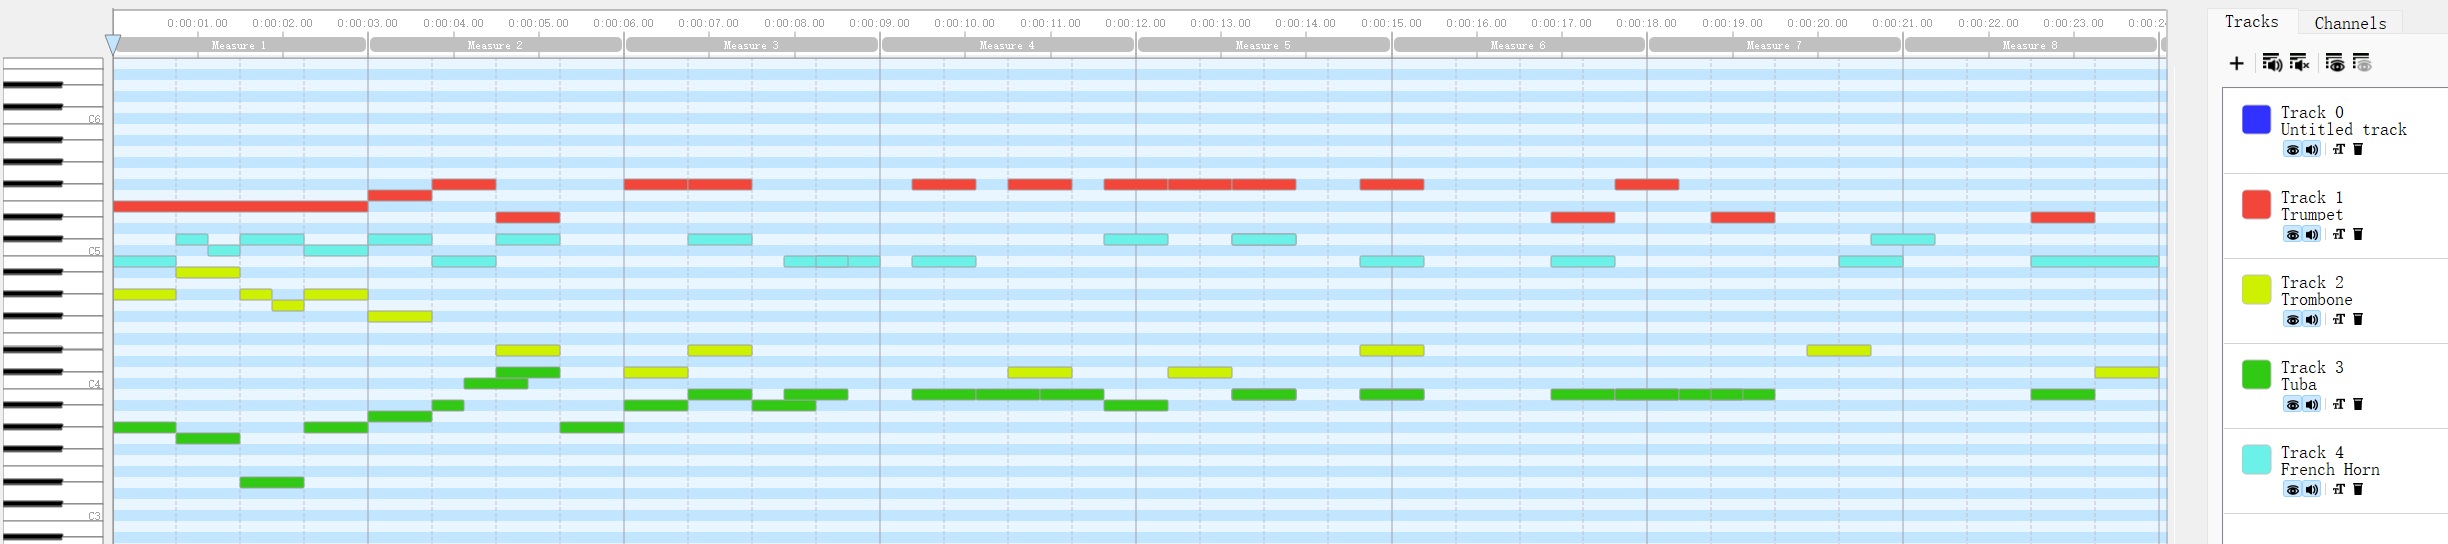 0:00:01.00 0:00:02.00 0:00:03.00 0:00:04.00 0:00:05.00 0:00:06.00 0:00:07.00 0:00:08.00 0:00:09.00 0:00:10.00 0:00:11.00 0:00:12.00 0:00:13.00 0:00:14.00 0:00:15.00 0:00:16.00 0:00:17.00 0:00:18.00 0:00:19.00 0:00:20.00 0:00:21.00 0:00:22.00 0:00:23.00 0:00:2
Measure 1 Measure 2 Measure 3 Measure 4 Measure 5 Measure 6 Measure 7 Measure 8
C6
C5
C4
C3
Tracks Channels
Track 0
Untitled track
Track 1
Trumpet
Track 2
Trombone
Track 3
Tuba
Track 4
French Horn